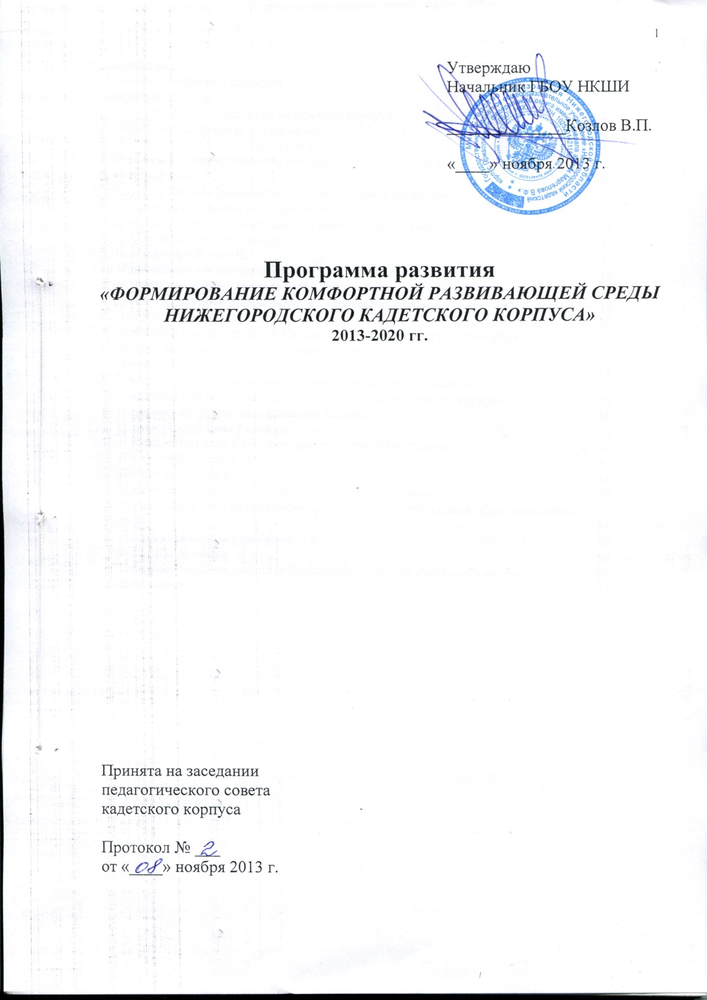 1
Утверждаю
Начальник ГБОУ НКШИ
______________Козлов В.П.
«____» ноября 2013 г.
Программа развития
«ФОРМИРОВАНИЕ КОМФОРТНОЙ РАЗВИВАЮЩЕЙ СРЕДЫ
НИЖЕГОРОДСКОГО КАДЕТСКОГО КОРПУСА»
2013-2020 гг.
Принята на заседании
педагогического совета
кадетского корпуса
Протокол № 2
от «08» ноября 2013 г.